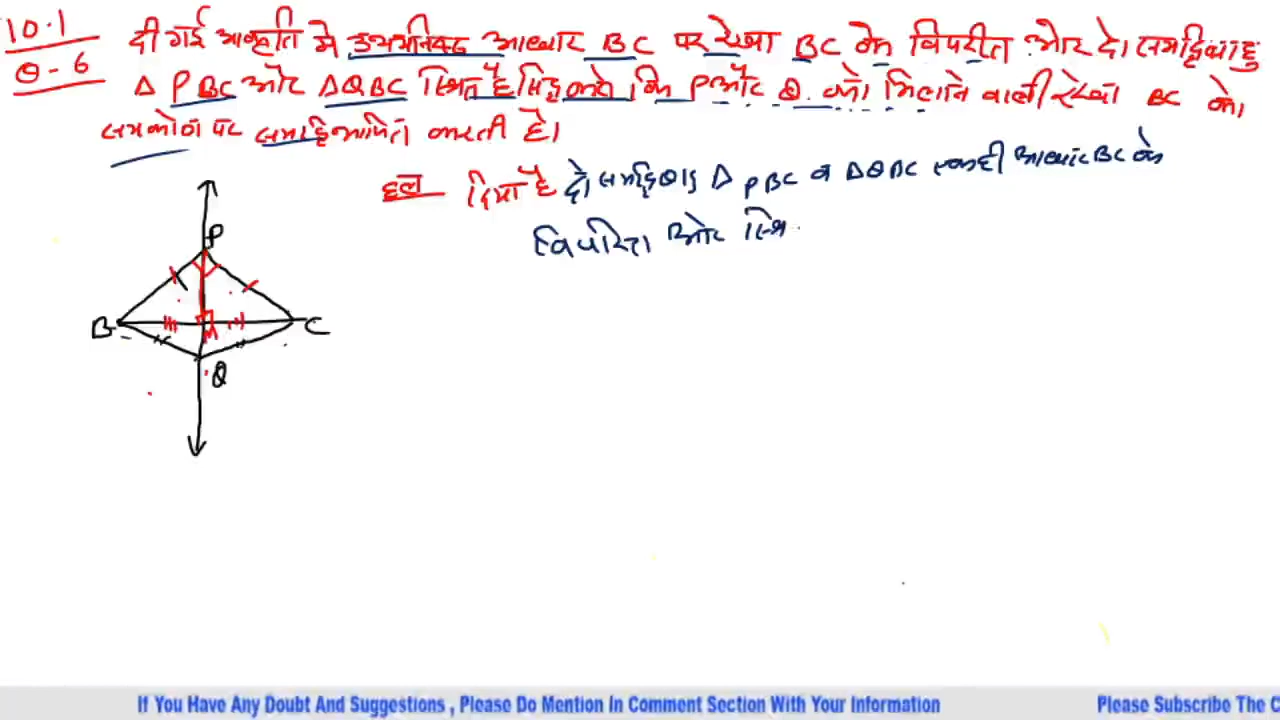 10.1
Q-6
दी गई आकृति में उभयनिष्ठ आधार BC पर रेखा BC के विपरीत ओर दो समद्विबाहु
Δ PBC और ΔQBC स्थित है सिद्ध करो कि P और Q को मिलाने वाली रेखा BC को
समकोण पर समद्विभाजित करती है।
हल दिया है दो समद्विबाहु Δ PBC व ΔQBC एक ही आधार BC के
विपरित ओर स्थि
P
B
M
C
Q
If You Have Any Doubt And Suggestions , Please Do Mention In Comment Section With Your Information
Please Subscribe The C